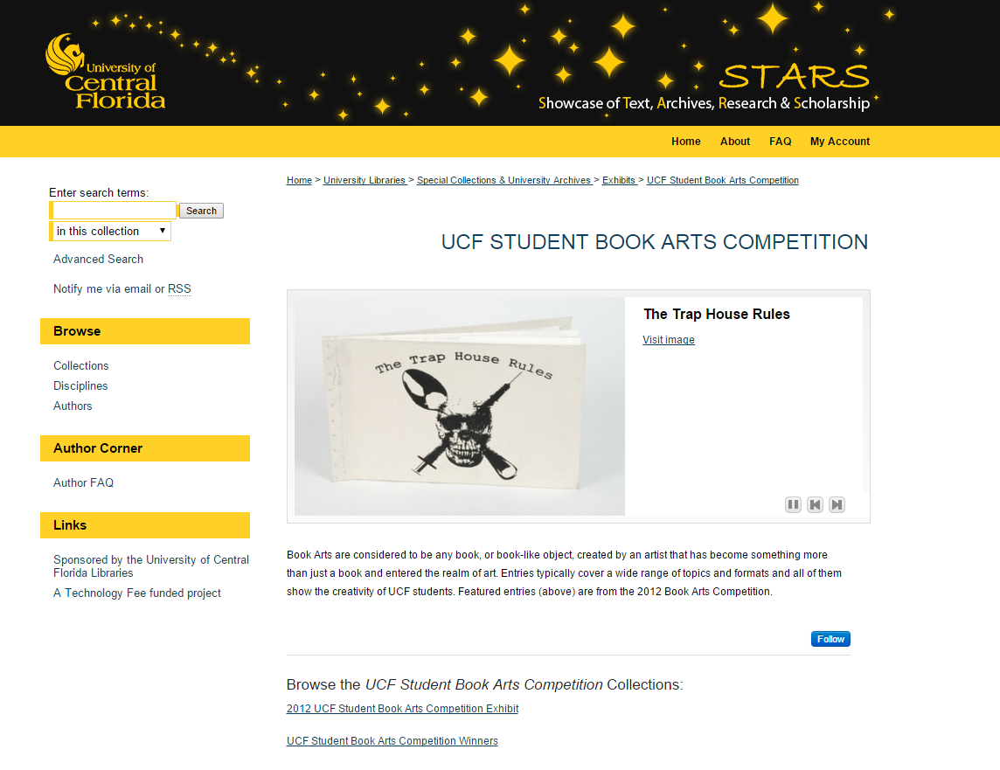 University of
Central
Florida
STARS
Showcase of Text, Archives, Research & Scholarship
Home About FAQ My Account
Enter search terms:
Search
in this collection
Advanced Search
Notify me via email or RSS
Browse
Collections
Disciplines
Authors
Author Corner
Author FAQ
Links
Sponsored by the University of Central
Florida Libraries
A Technology Fee funded project
Home > University Libraries > Special Collections & University Archives > Exhibits > UCF Student Book Arts Competition
UCF STUDENT BOOK ARTS COMPETITION
The Trap House Rules
The Trap House Rules
Visit image
Book Arts are considered to be any book, or book-like object, created by an artist that has become something more
than just a book and entered the realm of art. Entries typically cover a wide range of topics and formats and all of them
show the creativity of UCF students. Featured entries (above) are from the 2012 Book Arts Competition.
Follow
Browse the UCF Student Book Arts Competition Collections:
2012 UCF Student Book Arts Competition Exhibit
UCF Student Book Arts Competition Winners